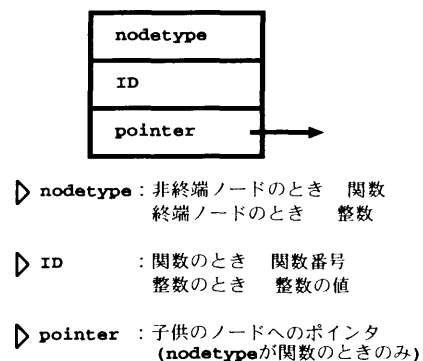 nodetype
ID
pointer
nodetype : 非終端ノードのとき 関数
終端ノードのとき 整数
ID : 関数のとき 関数番号
整数のとき 整数の値
pointer : 子供のノードへのポインタ
(nodetypeが関数のときのみ)